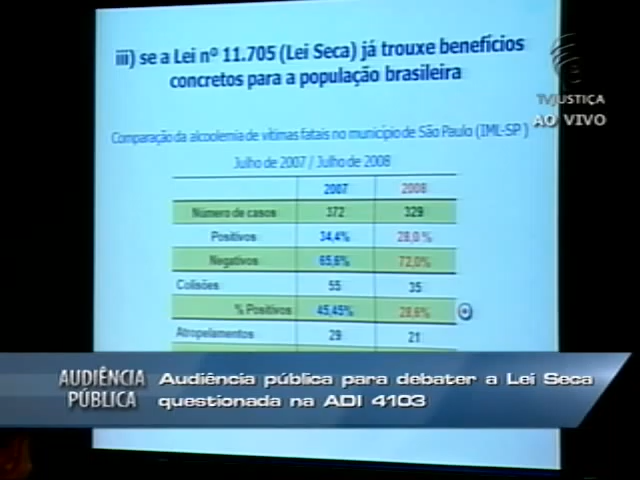 iii) se a Lei nº 11.705 (Lei Seca) já trouxe benefícios
concretos para a população brasileira
TV JUSTIÇA
AO VIVO
Comparação da alcoolemia de vítimas fatais no município de São Paulo (IML-SP )
Julho de 2007 / Julho de 2008
2007 2008
Número de casos 372 329
Positivos 34,4% 28,0 %
Negativos 65,6% 72,0%
Colisões 55 35
% Positivos 45,45% 28,6%
Atropelamentos 29 21
AUDIÊNCIA
PÚBLICA
Audiência pública para debater a Lei Seca
questionada na ADI 4103